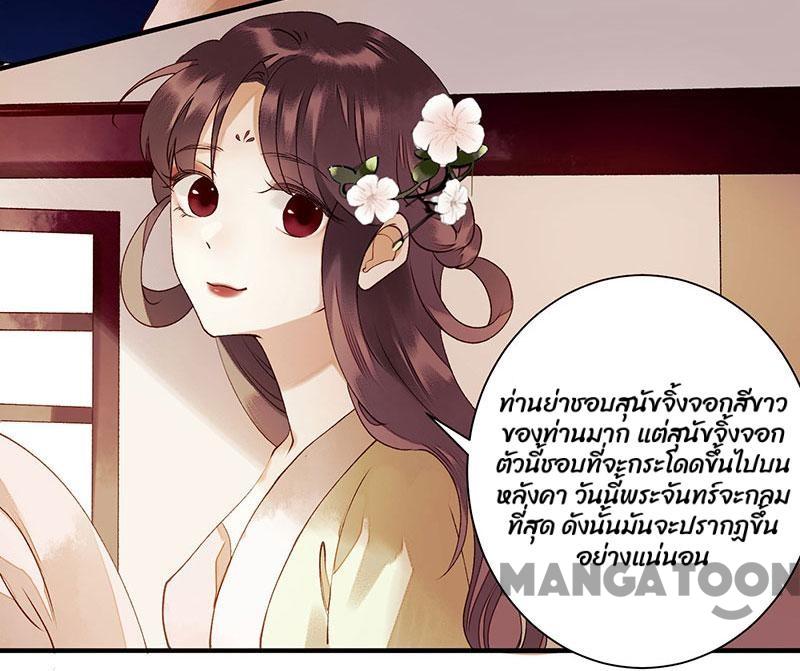 ท่านย่าชอบสุนัขจิ้งจอกสีขาว
ของท่านมาก แต่สุนัขจิ้งจอก
ตัวนี้ชอบที่จะกระโดดขึ้นไปบน
หลังคา วันนี้พระจันทร์จะกลม
ที่สุด ดังนั้นมันจะปรากฏขึ้น
อย่างแน่นอน
MANGATOON